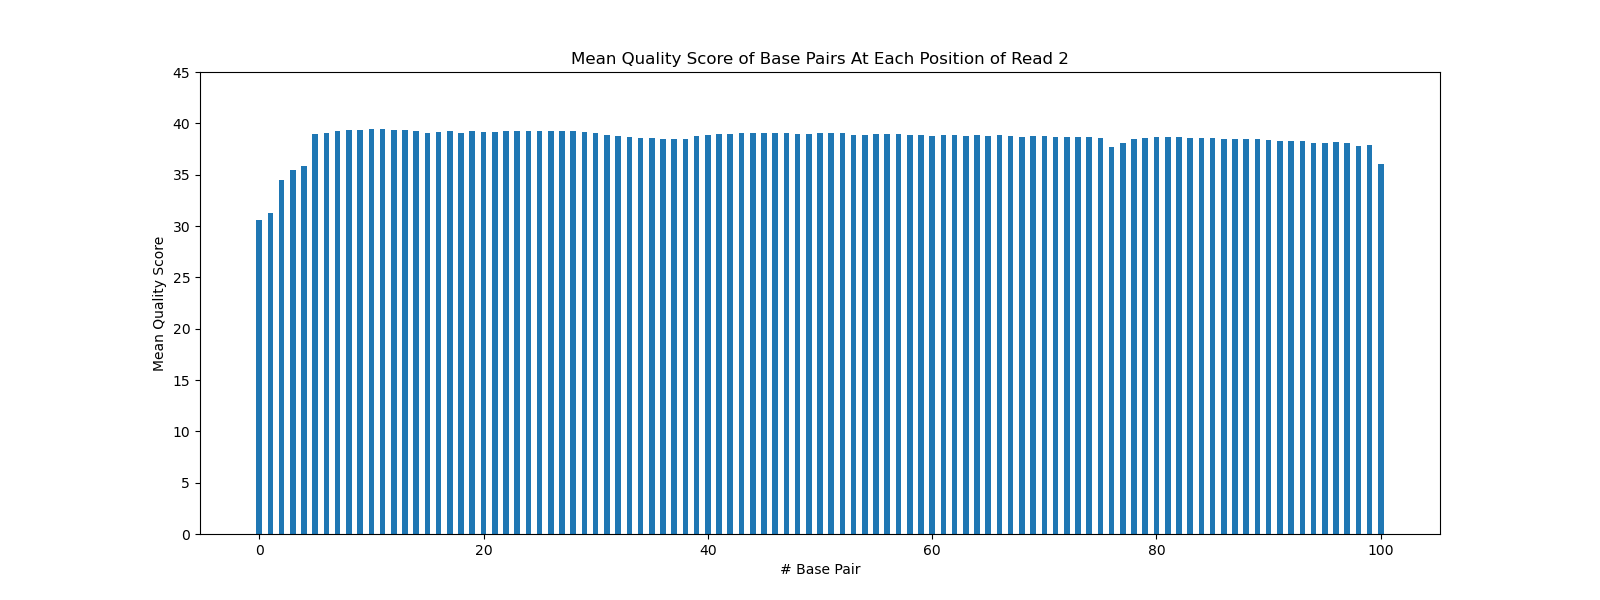 Mean Quality Score of Base Pairs At Each Position of Read 2
45
40
35
30
25
20
15
10
5
0
Mean Quality Score
0 20 40 60 80 100
# Base Pair